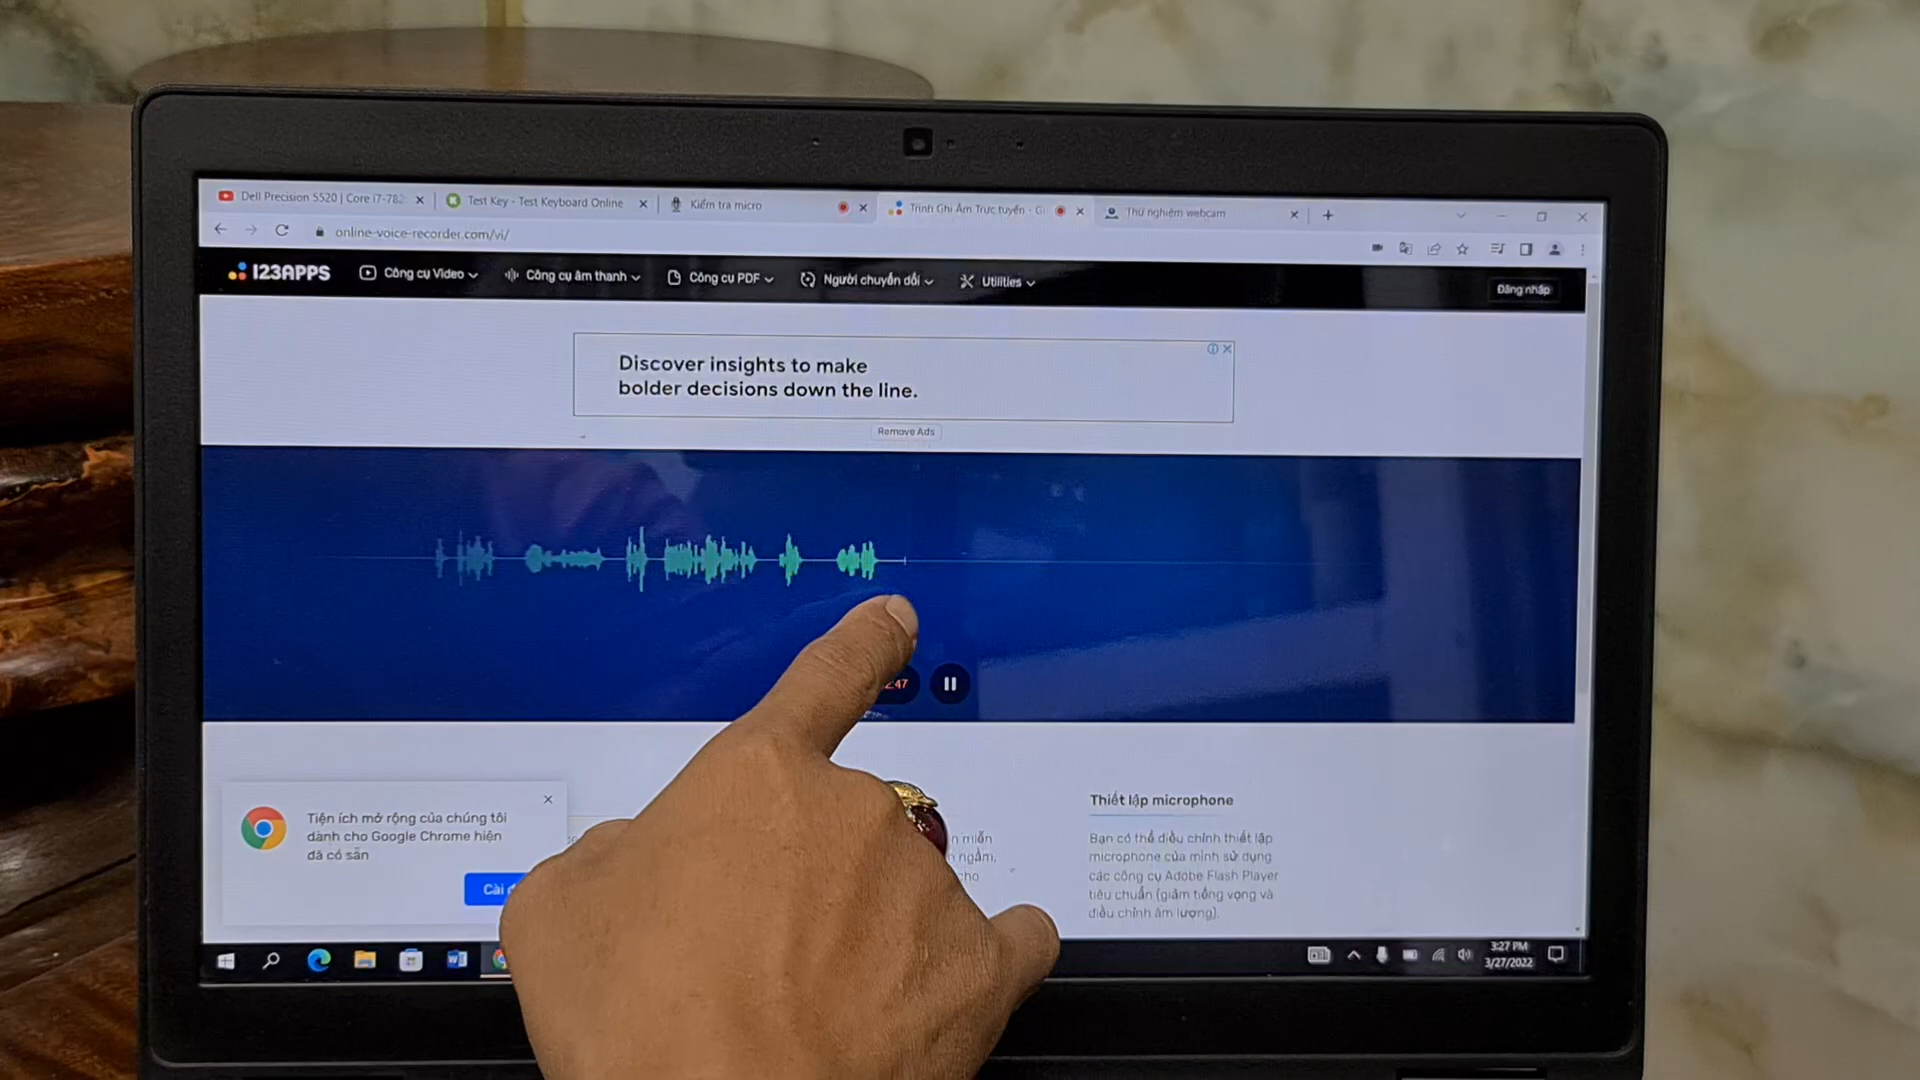 Dell Precision 5520 | Core i7-782
Test Key - Test Keyboard Online
Kiểm tra micro
Trình Ghi Âm Trực tuyến - G
Thử nghiệm webcam
online-voice-recorder.com/vi/
123APPS
Công cụ Video
Công cụ âm thanh
Công cụ PDF
Người chuyển đổi
Utilities
Đăng nhập
Discover insights to make
bolder decisions down the line.
Remove Ads
:47
Tiện ích mở rộng của chúng tôi
dành cho Google Chrome hiện
đã có sẵn
Cài
miễn
ngầm,
cho
Thiết lập microphone
Bạn có thể điều chỉnh thiết lập
microphone của mình sử dụng
các công cụ Adobe Flash Player
tiêu chuẩn (giảm tiếng vọng và
điều chỉnh âm lượng).
3:27 PM
3/27/2022